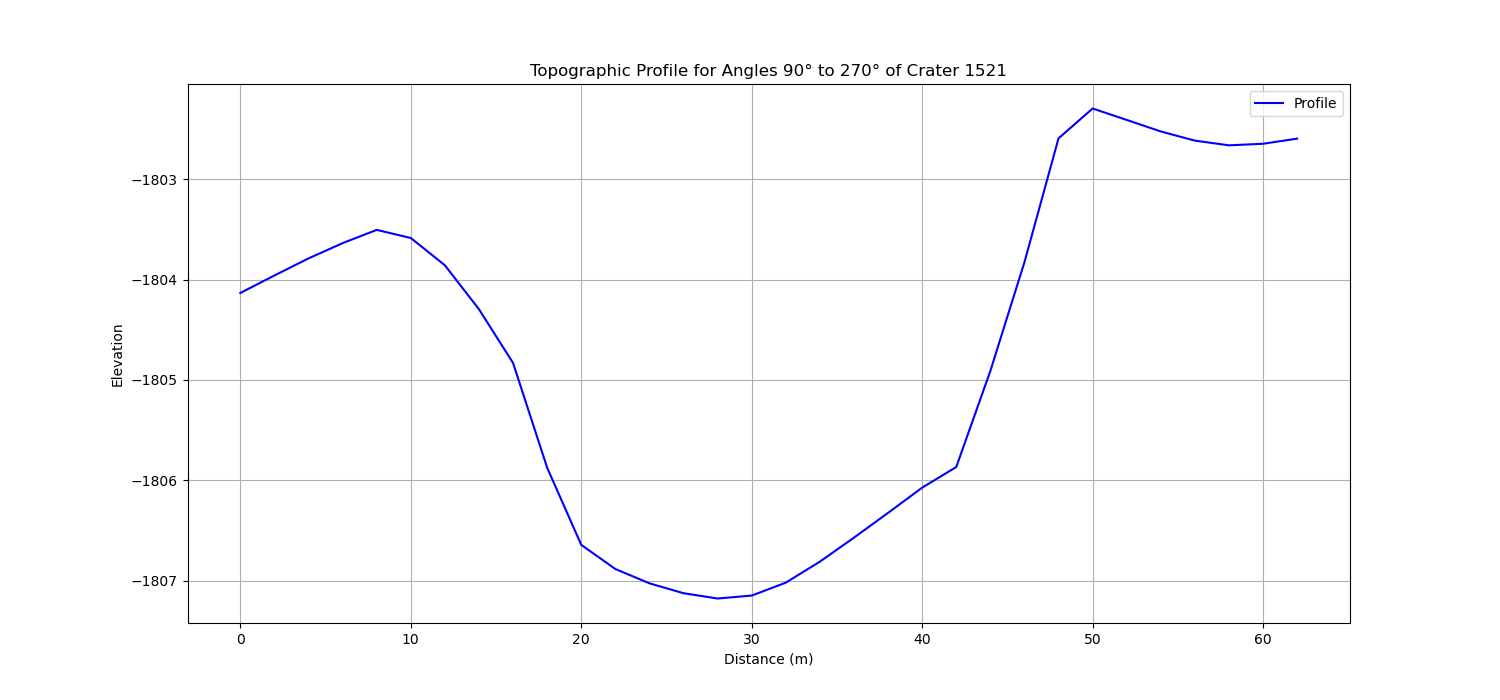 Topographic Profile for Angles 90° to 270° of Crater 1521
Profile
Elevation
−1803
−1804
−1805
−1806
−1807
0 10 20 30 40 50 60
Distance (m)